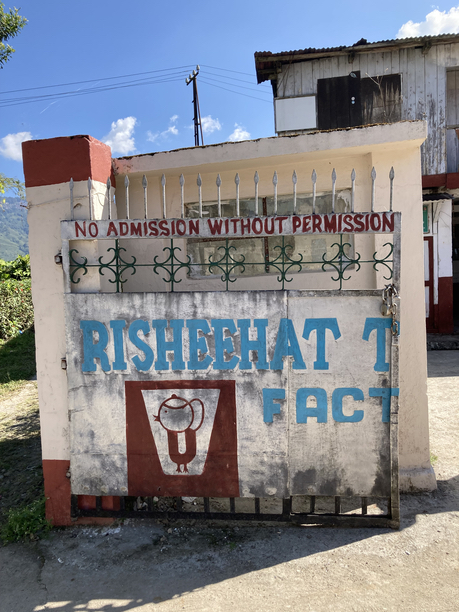 NO ADMISSION WITHOUT PERMISSION
RISHEEHAT T
FACT